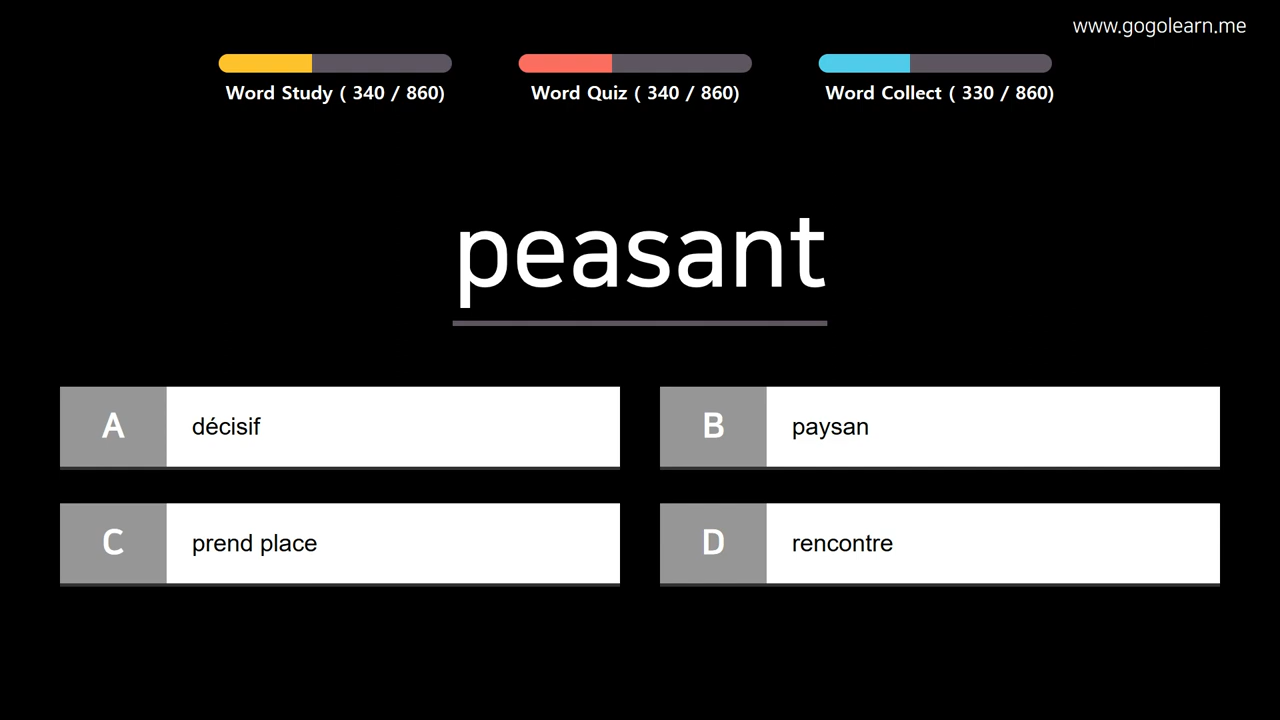 www.gogolearn.me
Word Study ( 340 / 860)
Word Quiz ( 340 / 860)
Word Collect ( 330 / 860)
peasant
A décisif
B paysan
C prend place
D rencontre